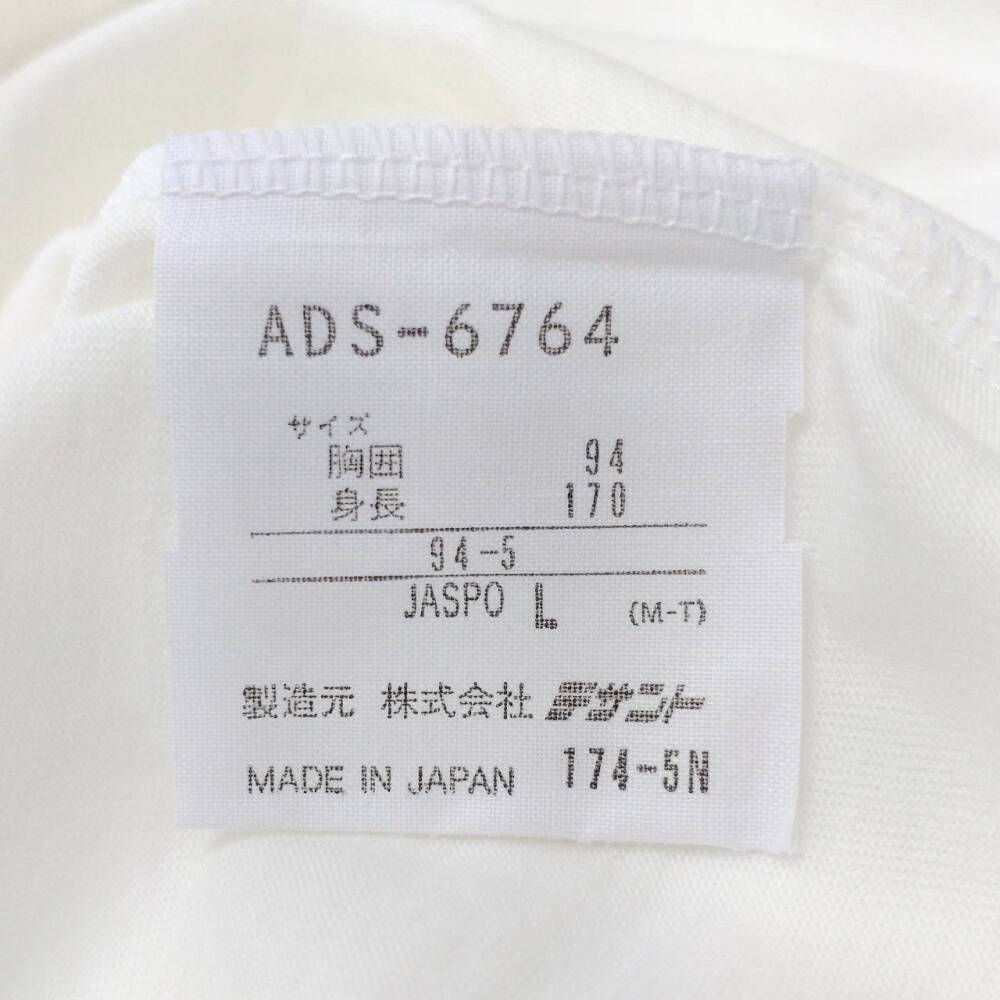 ADS-6764
サイズ
胸囲 94
身長 170
94-5
JASPO L (M-T)
製造元 株式会社 デサント
MADE IN JAPAN 174-5N